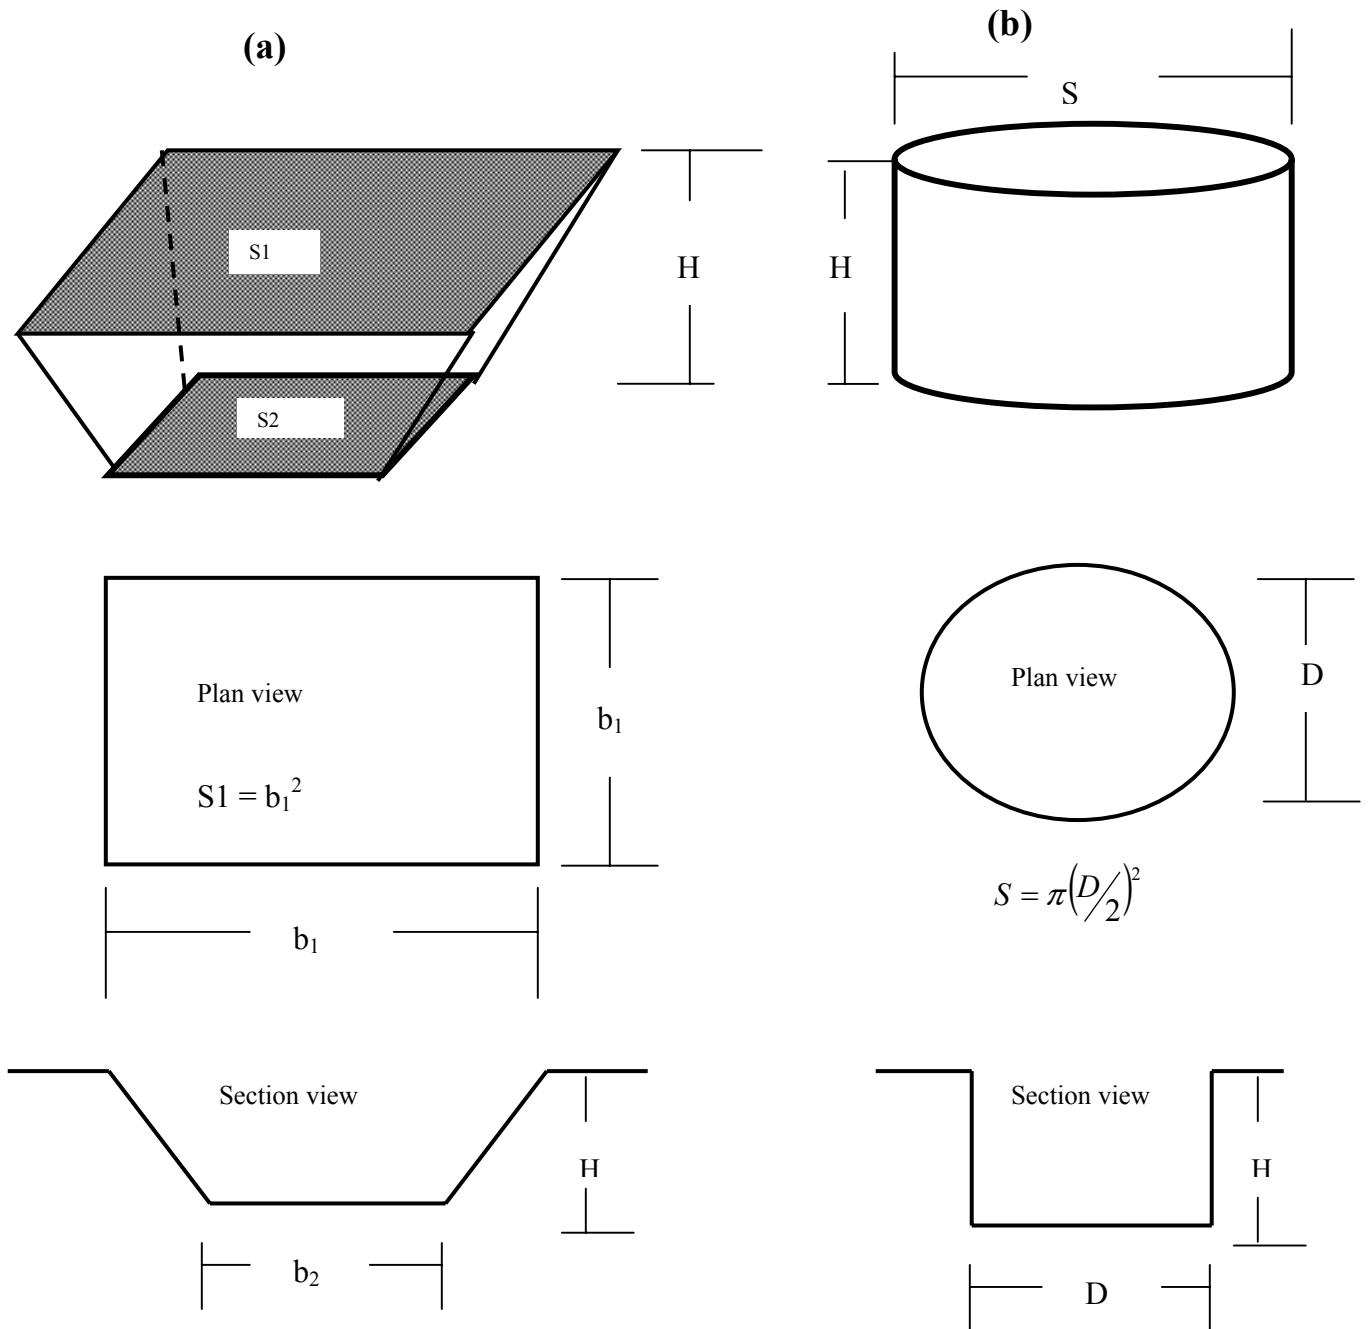 (a)
(b)
S
S1
H
H
S2
Plan view
b₁
S1 = b₁²
b₁
Plan view
D
S = π(D/2)²
Section view
H
b₂
Section view
H
D